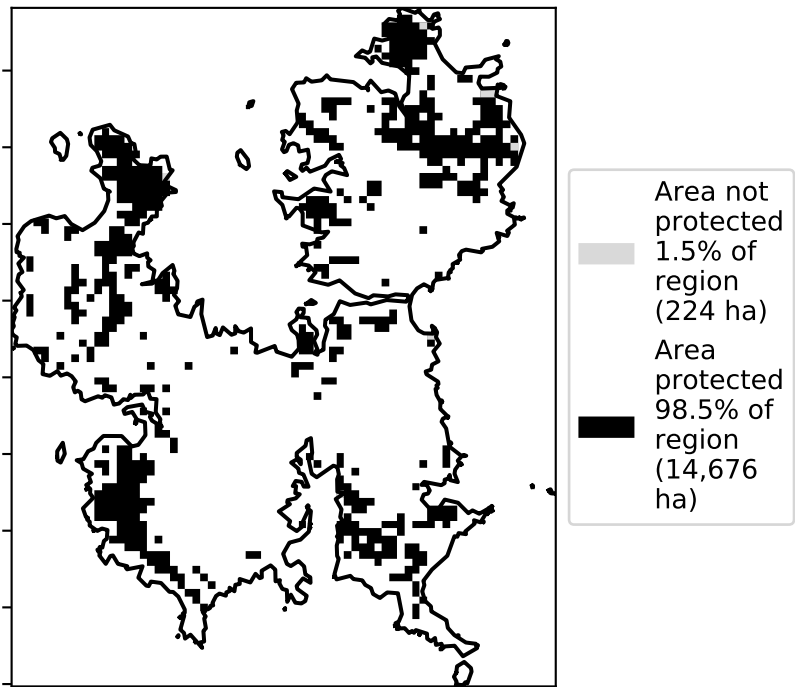 Area not
protected
1.5% of
region
(224 ha)
Area
protected
98.5% of
region
(14,676
ha)